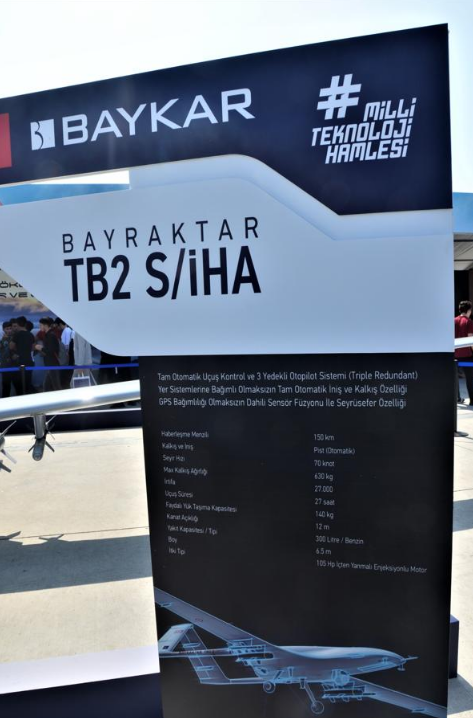 BAYKAR
#MİLLİ
TEKNOLOJİ
HAMLESİ
BAYRAKTAR
TB2 S/İHA
Tam Otomatik Uçuş Kontrol ve 3 Yedekli Otopilot Sistemi (Triple Redundant)
Yer Sistemlerine Bağımlı Olmaksızın Tam Otomatik İniş ve Kalkış Özelliği
GPS Bağımlılığı Olmaksızın Dahili Sensör Füzyonu İle Seyrüsefer Özelliği
Haberleşme Menzili 150 km
Kalkış ve İniş Pist (Otomatik)
Seyir Hızı 70 knot
Max Kalkış Ağırlığı 630 kg
İrtifa 27.000
Uçuş Süresi 27 saat
Faydalı Yük Taşıma Kapasitesi 140 kg
Kanat Açıklığı 12 m
Yakıt Kapasitesi / Tipi 300 Litre / Benzin
Boy 6.5 m
İtki Tipi 105 Hp İçten Yanmalı Enjeksiyonlu Motor